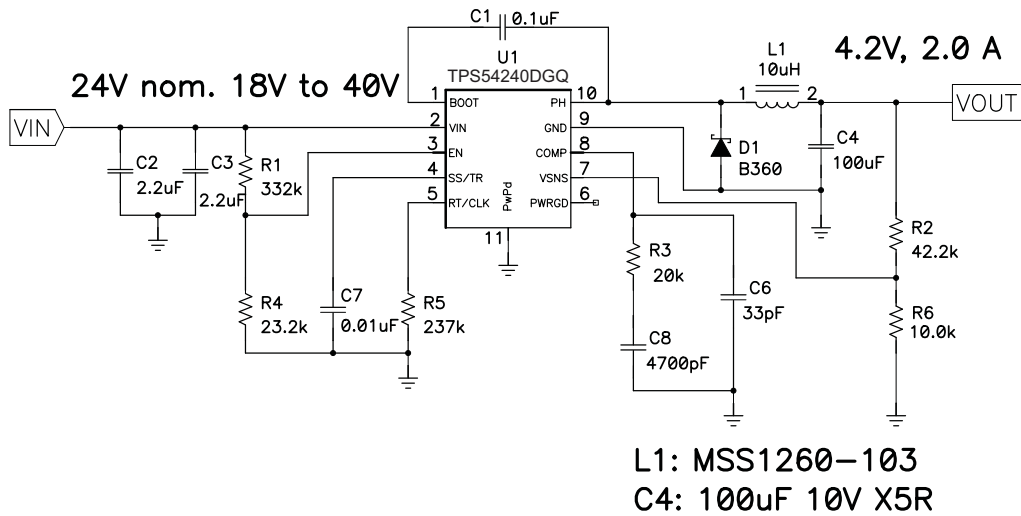 C1
0.1uF
U1
TPS54240DGQ
L1
10uH
4.2V, 2.0 A
24V nom. 18V to 40V
1
BOOT
PH
10
1
2
VOUT
VIN
2
VIN
GND
9
3
EN
COMP
8
C4
100uF
D1
B360
C2
2.2uF
C3
2.2uF
R1
332k
4
SS/TR
VSNS
7
5
RT/CLK
PwPd
PWRGD
6
11
R2
42.2k
R3
20k
C6
33pF
R4
23.2k
C7
0.01uF
R5
237k
R6
10.0k
C8
4700pF
L1: MSS1260-103
C4: 100uF 10V X5R